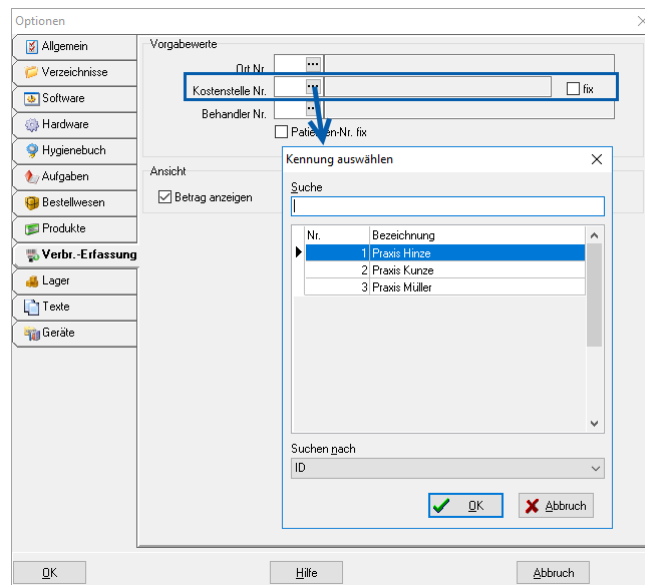 Optionen
Allgemein
Verzeichnisse
Software
Hardware
Hygienebuch
Aufgaben
Bestellwesen
Produkte
Verbr.-Erfassung
Lager
Texte
Geräte
Vorgabewerte
Ort Nr.
Kostenstelle Nr. fix
Behandler Nr.
Patienten-Nr. fix
Ansicht
Betrag anzeigen
Kennung auswählen
Suche
Nr. Bezeichnung
1 Praxis Hinze
2 Praxis Kunze
3 Praxis Müller
Suchen nach
ID
OK Abbruch
OK Hilfe Abbruch